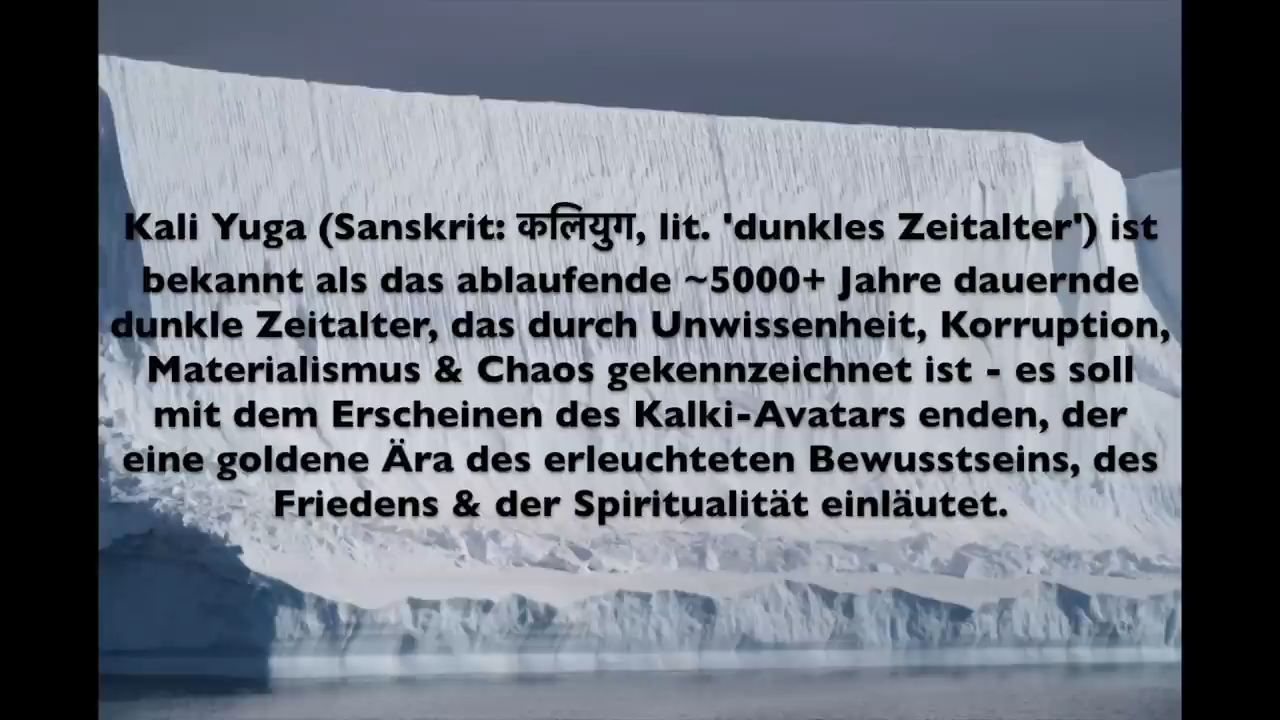 Kali Yuga (Sanskrit: कलियुग, lit. 'dunkles Zeitalter') ist
bekannt als das ablaufende ~5000+ Jahre dauernde
dunkle Zeitalter, das durch Unwissenheit, Korruption,
Materialismus & Chaos gekennzeichnet ist - es soll
mit dem Erscheinen des Kalki-Avatars enden, der
eine goldene Ära des erleuchteten Bewusstseins, des
Friedens & der Spiritualität einläutet.